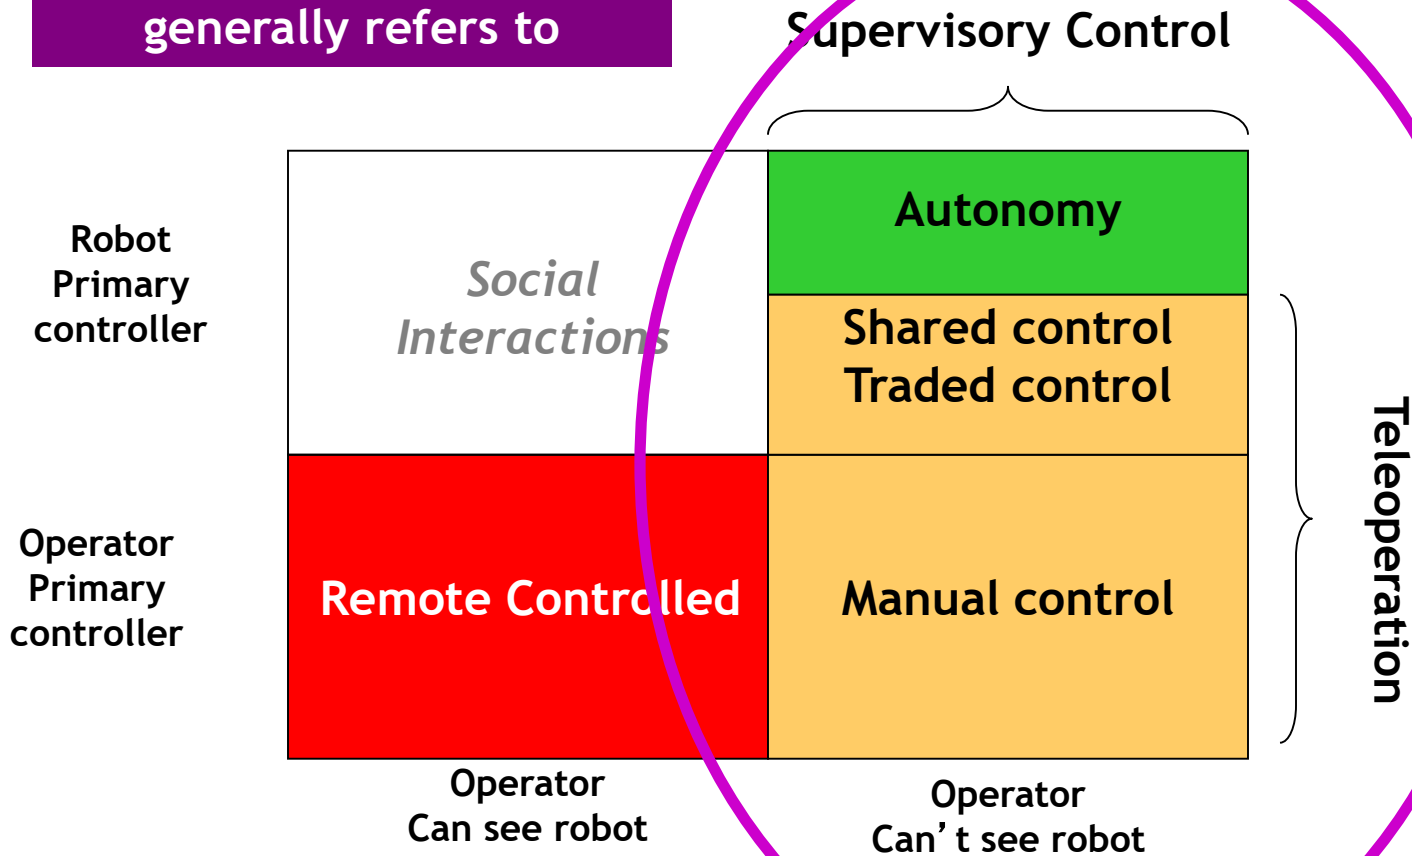 generally refers to
Supervisory Control
Autonomy
Robot
Primary
controller
Social
Interactions
Shared control
Traded control
Teleoperation
Operator
Primary
controller
Remote Controlled
Manual control
Operator
Can see robot
Operator
Can’t see robot